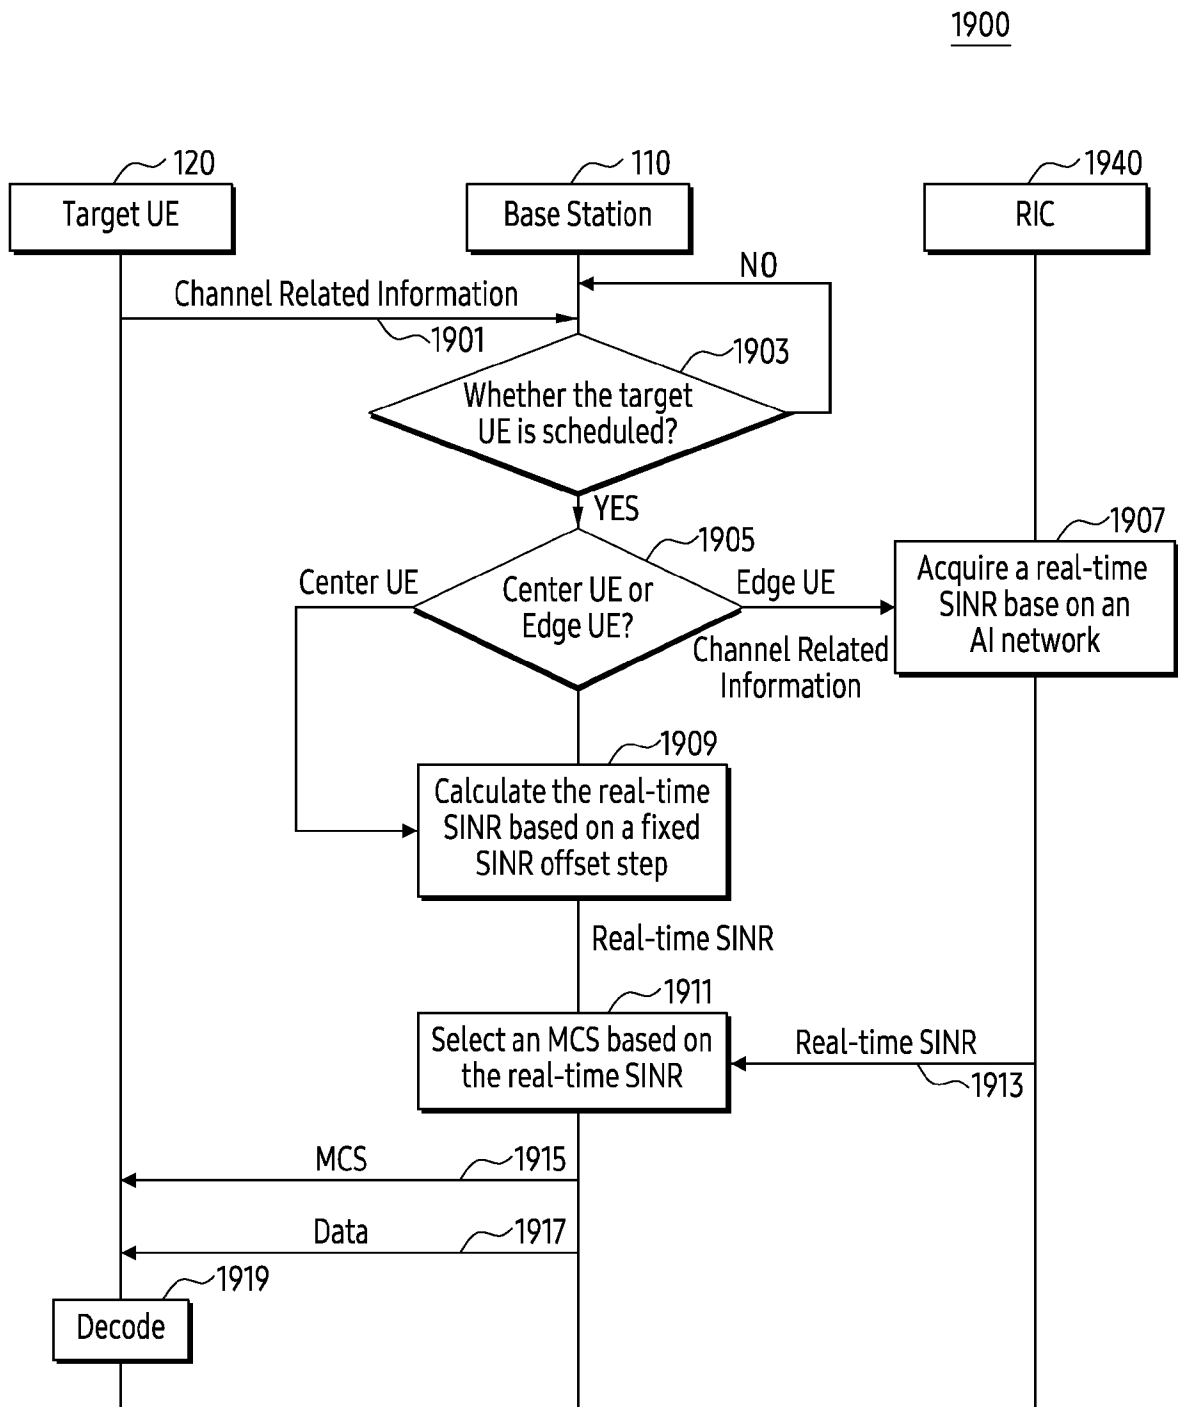 1900
120
110
1940
Target UE
Base Station
RIC
NO
Channel Related Information
1901
1903
Whether the target
UE is scheduled?
YES
1905
1907
Center UE
Center UE or
Edge UE?
Edge UE
Acquire a real-time
SINR base on an
AI network
Channel Related
Information
1909
Calculate the real-time
SINR based on a fixed
SINR offset step
Real-time SINR
1911
Select an MCS based on
the real-time SINR
Real-time SINR
1913
MCS
1915
Data
1917
1919
Decode